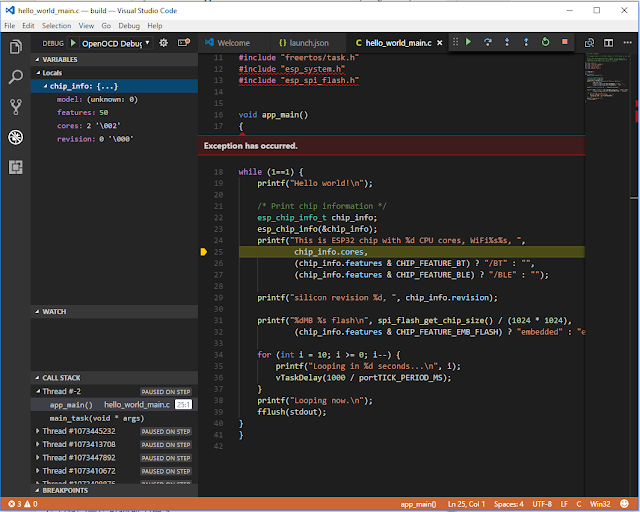 hello_world_main.c — build — Visual Studio Code
File Edit Selection View Go Debug Help
DEBUG OpenOCD Debug
Welcome launch.json hello_world_main.c
VARIABLES
Locals
chip_info: {...}
model: (unknown: 0)
features: 50
cores: 2 '\002'
revision: 0 '\000'
WATCH
CALL STACK
Thread #-2 PAUSED ON STEP
app_main() hello_world_main.c 25:1
main_task(void * args)
Thread #1073445232 PAUSED ON STEP
Thread #1073413708 PAUSED ON STEP
Thread #1073447892 PAUSED ON STEP
Thread #1073410672 PAUSED ON STEP
PAUSED ON STEP
BREAKPOINTS
11 #include "freertos/task.h"
12 #include "esp_system.h"
13 #include "esp_spi_flash.h"
14
15
16 void app_main()
17 {
Exception has occurred.
18 while (1==1) {
19 printf("Hello world!\n");
20
21 /* Print chip information */
22 esp_chip_info_t chip_info;
23 esp_chip_info(&chip_info);
24 printf("This is ESP32 chip with %d CPU cores, WiFi%s%s, ",
25 chip_info.cores,
26 (chip_info.features & CHIP_FEATURE_BT) ? "/BT" : "",
27 (chip_info.features & CHIP_FEATURE_BLE) ? "/BLE" : "");
28
29 printf("silicon revision %d, ", chip_info.revision);
30
31 printf("%dMB %s flash\n", spi_flash_get_chip_size() / (1024 * 1024),
32 (chip_info.features & CHIP_FEATURE_EMB_FLASH) ? "embedded" : "e
33
34 for (int i = 10; i >= 0; i--) {
35 printf("Looping in %d seconds...\n", i);
36 vTaskDelay(1000 / portTICK_PERIOD_MS);
37 }
38 printf("Looping now.\n");
39 fflush(stdout);
40 }
41 }
42
3 0 app_main() Ln 25, Col 1 Spaces: 4 UTF-8 LF C Win32